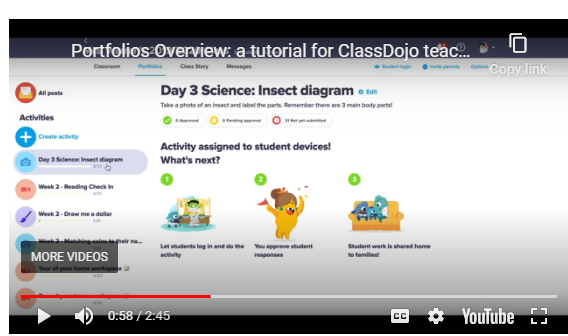 Portfolios Overview: a tutorial for ClassDojo teac...
Copy link
Classroom Portfolios Class Story Messages Student login Invite parents Options
All posts
Activities
Create activity
Day 3 Science: Insect diagram
0/31
Week 2 - Reading Check In
0/31
Week 2 - Draw me a dollar
Week 2 - Matching coins to their na...
Tour of your home workspace
Day 3 Science: Insect diagram Edit
Take a photo of an insect and label the parts. Remember there are 3 main body parts!
0 Approved 0 Pending approval 31 Not yet submitted
Activity assigned to student devices!
What's next?
1 2 3
Let students log in and do the activity
You approve student responses
Student work is shared home to families!
MORE VIDEOS
0:58 / 2:45
CC
YouTube